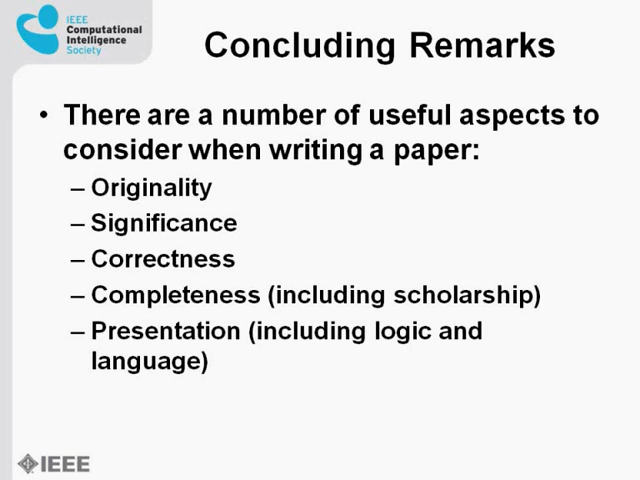 IEEE
Computational
Intelligence
Society
Concluding Remarks
• There are a number of useful aspects to
consider when writing a paper:
– Originality
– Significance
– Correctness
– Completeness (including scholarship)
– Presentation (including logic and
language)
IEEE